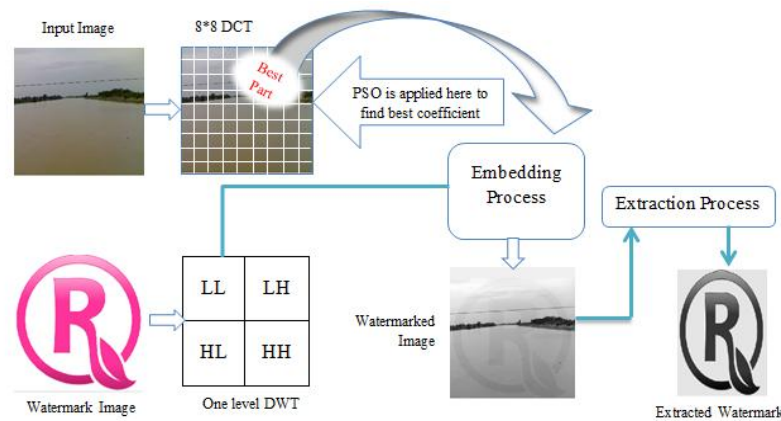 Input Image
8*8 DCT
Best
Part
PSO is applied here to
find best coefficient
Embedding
Process
Extraction Process
LL
LH
HL
HH
R
Watermark Image
One level DWT
Watermarked
Image
R
R
Extracted Watermark